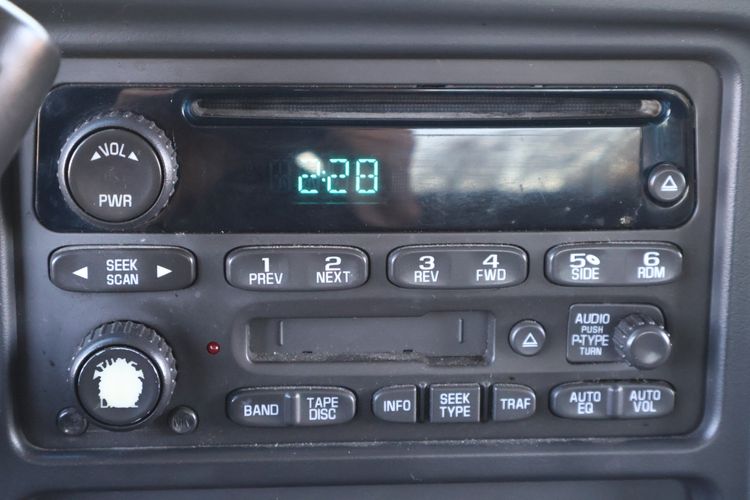 VOL
2:28
PWR
SEEK
SCAN
1 2
PREV NEXT
3 4
REV FWD
5 6
SIDE RDM
AUDIO
PUSH
P-TYPE
TURN
BAND
TAPE
DISC
INFO
SEEK
TYPE
TRAF
AUTO
EQ
AUTO
VOL